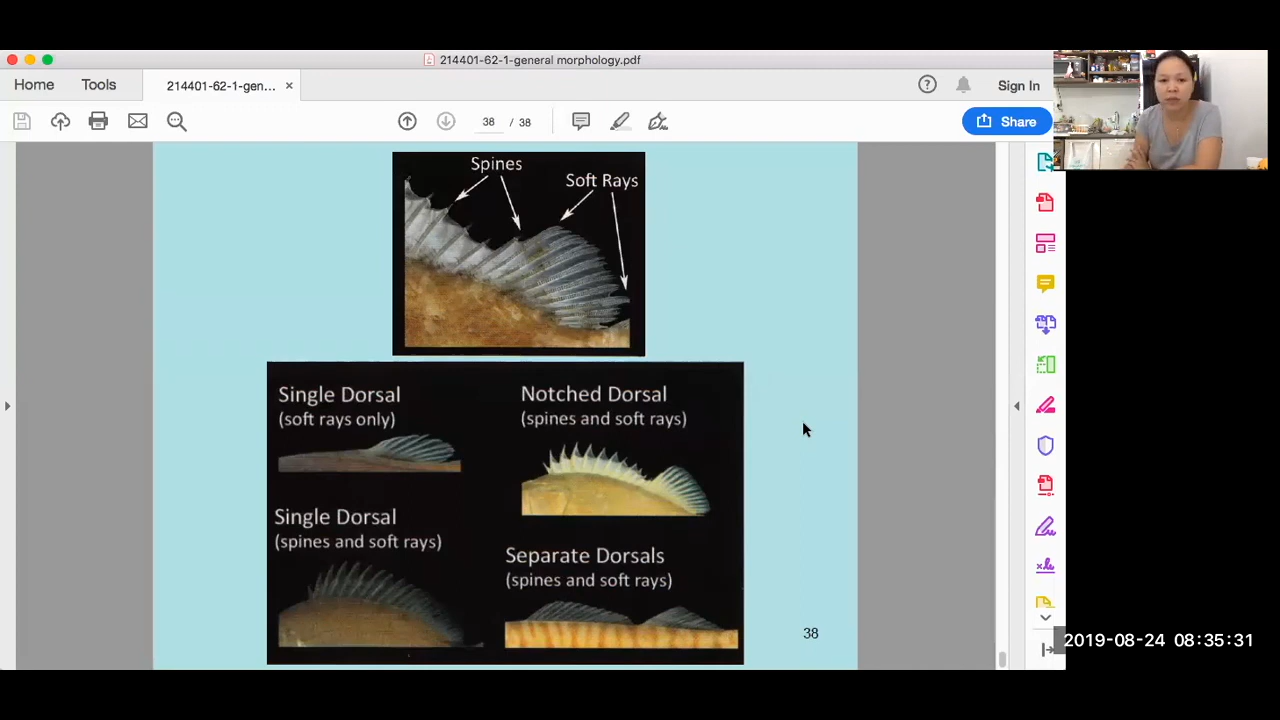 214401-62-1-general morphology.pdf
Home
Tools
214401-62-1-gen...
Sign In
38 / 38
Share
Spines
Soft Rays
Single Dorsal
(soft rays only)
Notched Dorsal
(spines and soft rays)
Single Dorsal
(spines and soft rays)
Separate Dorsals
(spines and soft rays)
38
2019-08-24 08:35:31